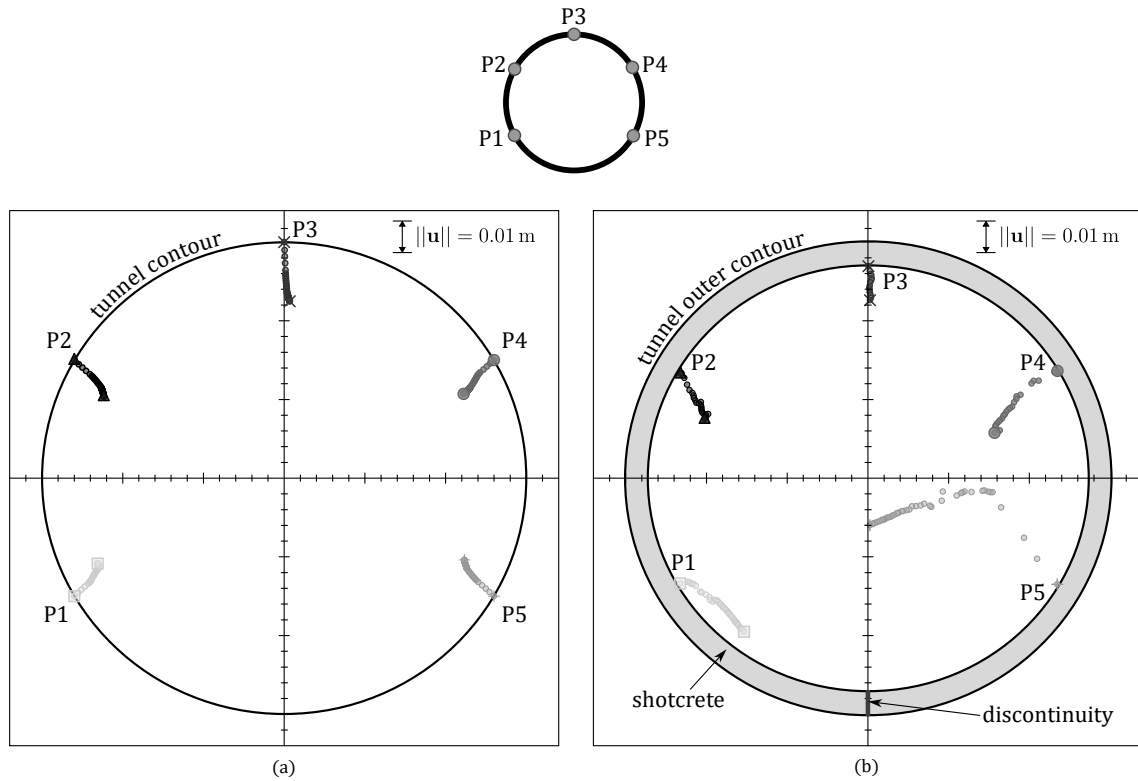 P3
P2
P4
P1
P5
tunnel contour
P3
||u|| = 0.01 m
P2
P4
P1
P5
(a)
tunnel outer contour
||u|| = 0.01 m
P3
P2
P4
P1
P5
shotcrete
discontinuity
(b)